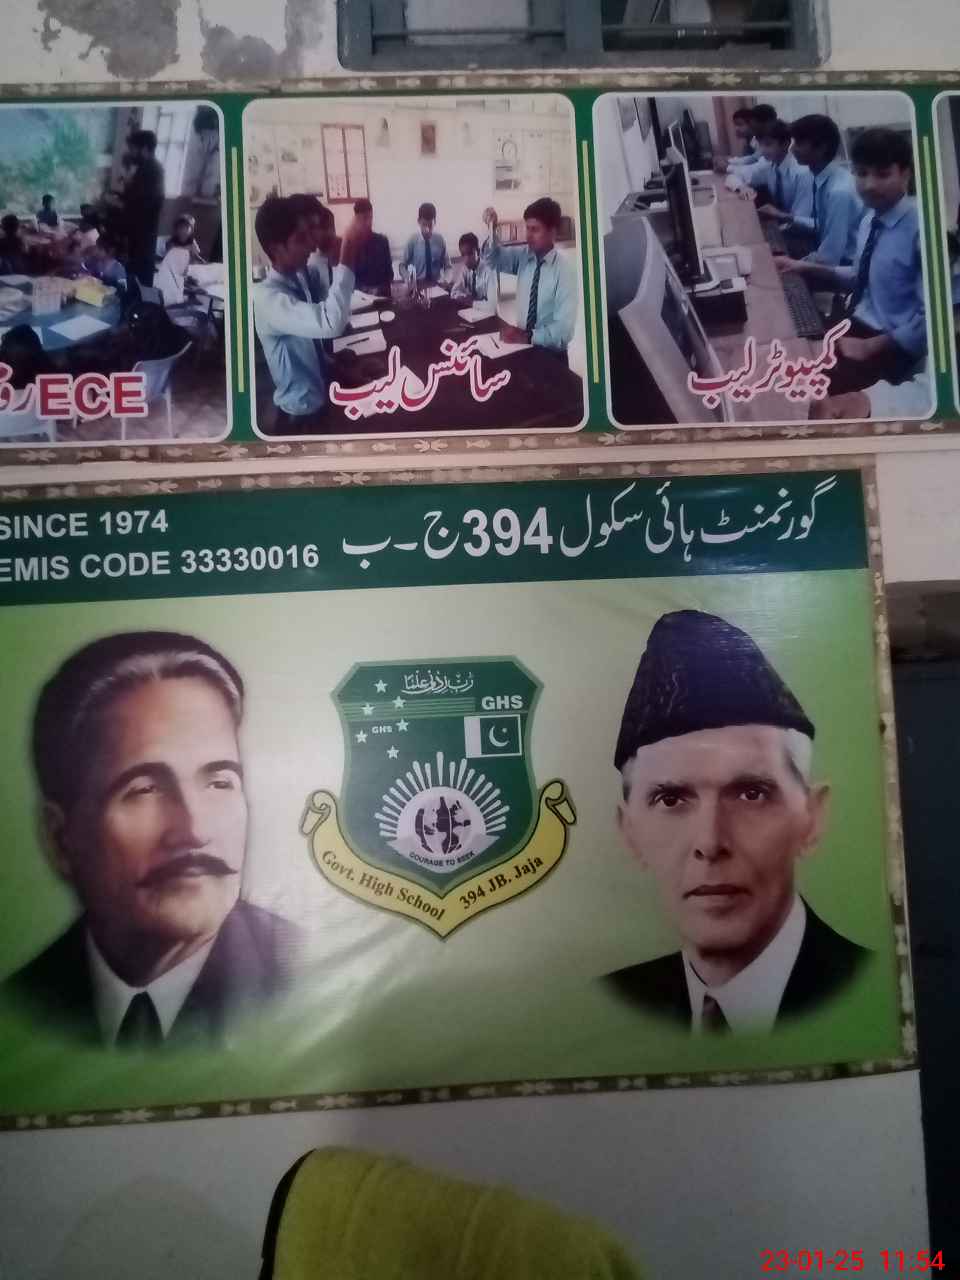 ECE رو
سائنس لیب
کمپیوٹر لیب
SINCE 1974
EMIS CODE 33330016
گورنمنٹ ہائی سکول 394 ج۔ب
رَبِّ زِدْنِیْ عِلْمًا
GHS
GHS
COURAGE TO SEEK
Govt. High School 394 JB. Jaja
23-01-25 11:54